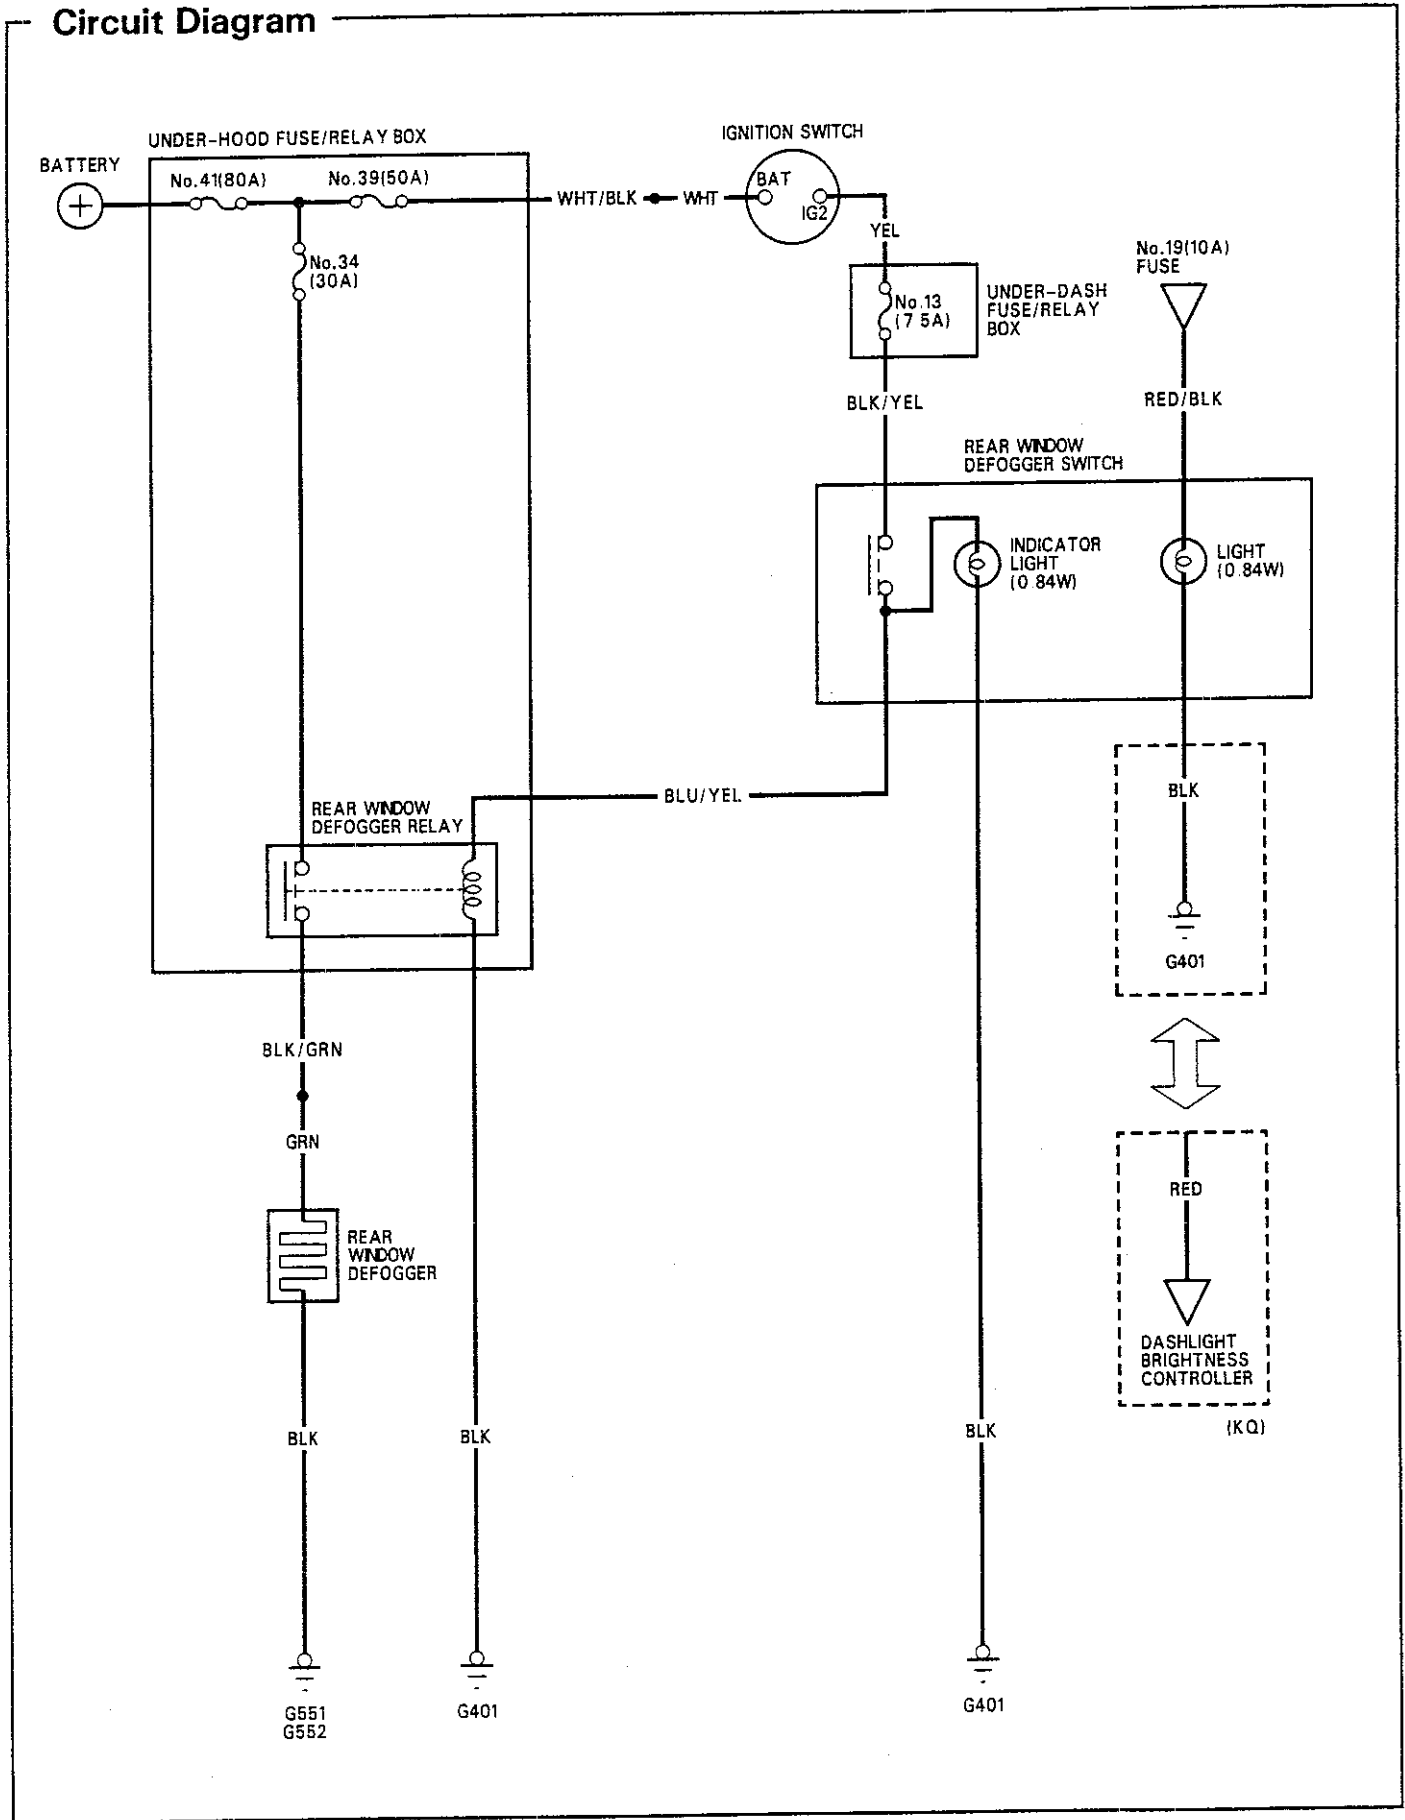 Circuit Diagram
UNDER-HOOD FUSE/RELAY BOX
IGNITION SWITCH
BATTERY
No.41(80A)
No.39(50A)
BAT
WHT/BLK
WHT
IG2
YEL
No.34
(30A)
No.19(10A)
FUSE
No.13
(7 5A)
UNDER-DASH
FUSE/RELAY
BOX
BLK/YEL
RED/BLK
REAR WINDOW
DEFOGGER SWITCH
INDICATOR
LIGHT
(0 84W)
LIGHT
(0 84W)
BLU/YEL
BLK
REAR WINDOW
DEFOGGER RELAY
G401
BLK/GRN
GRN
RED
REAR
WINDOW
DEFOGGER
DASHLIGHT
BRIGHTNESS
CONTROLLER
(KQ)
BLK
BLK
BLK
G551
G552
G401
G401